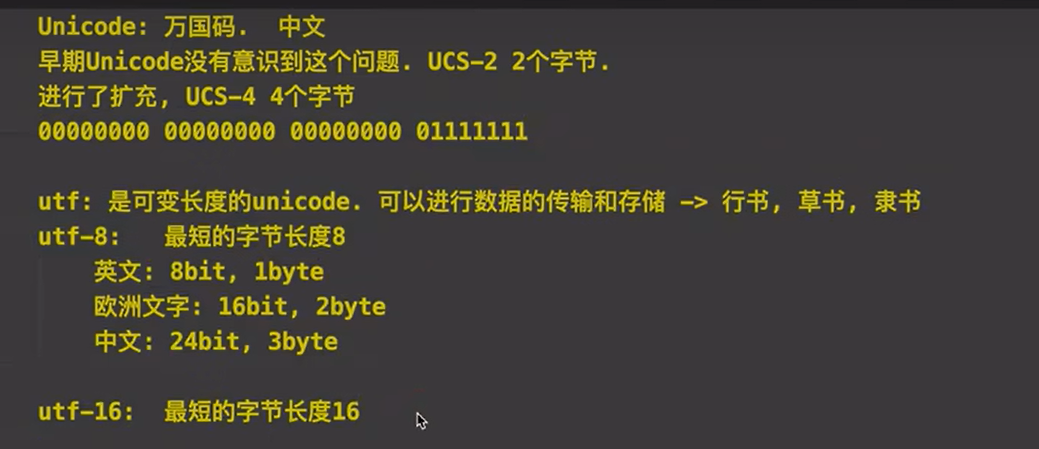 Unicode: 万国码.  中文
早期Unicode没有意识到这个问题. UCS-2 2个字节.
进行了扩充, UCS-4 4个字节
00000000 00000000 00000000 01111111
utf: 是可变长度的unicode. 可以进行数据的传输和存储 -> 行书, 草书, 隶书
utf-8:  最短的字节长度8
英文: 8bit, 1byte
欧洲文字: 16bit, 2byte
中文: 24bit, 3byte
utf-16:  最短的字节长度16